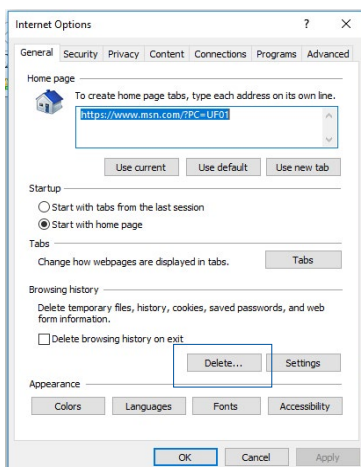 Internet Options ? X
General Security Privacy Content Connections Programs Advanced
Home page
To create home page tabs, type each address on its own line.
https://www.msn.com/?PC=UF01
Use current Use default Use new tab
Startup
Start with tabs from the last session
Start with home page
Tabs
Change how webpages are displayed in tabs. Tabs
Browsing history
Delete temporary files, history, cookies, saved passwords, and web
form information.
Delete browsing history on exit
Delete... Settings
Appearance
Colors Languages Fonts Accessibility
OK Cancel Apply